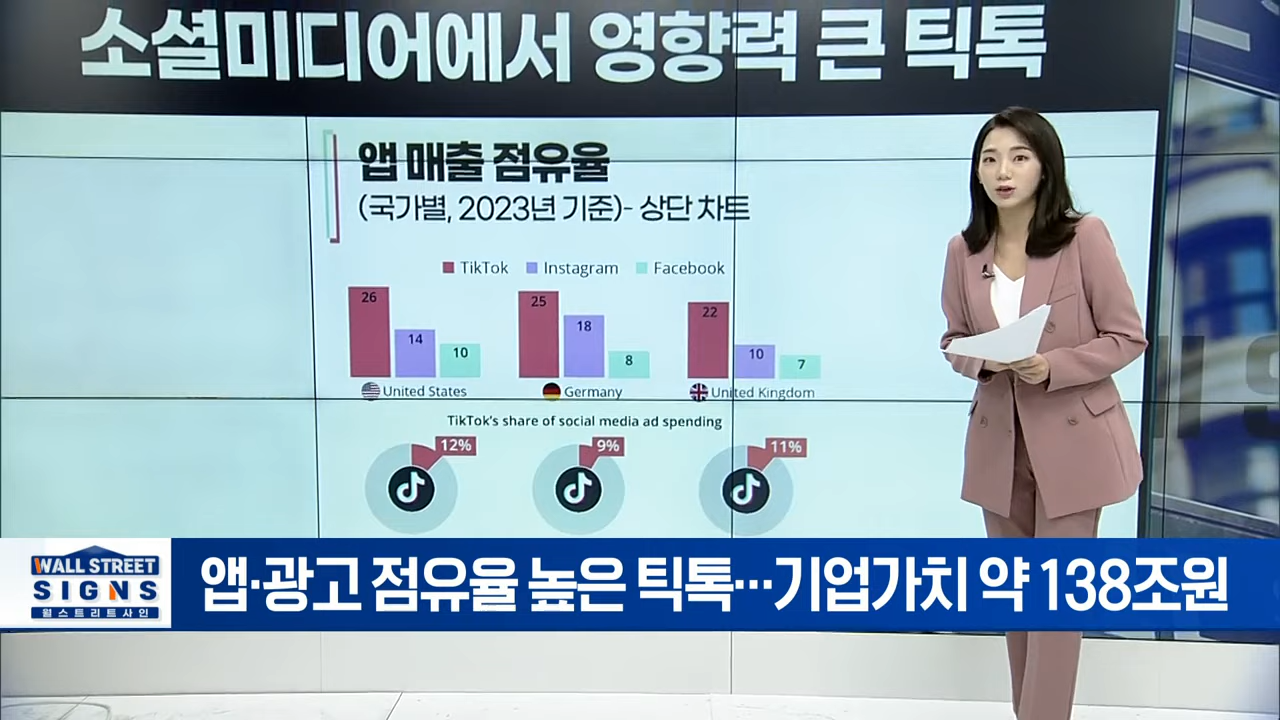 소셜미디어에서 영향력 큰 틱톡
앱 매출 점유율
(국가별, 2023년 기준)- 상단 차트
TikTok Instagram Facebook
26 14 10
25 18 8
22 10 7
United States Germany United Kingdom
TikTok's share of social media ad spending
12% 9% 11%
WALL STREET
SIGNS
월스트리트사인
앱·광고 점유율 높은 틱톡…기업가치 약 138조원